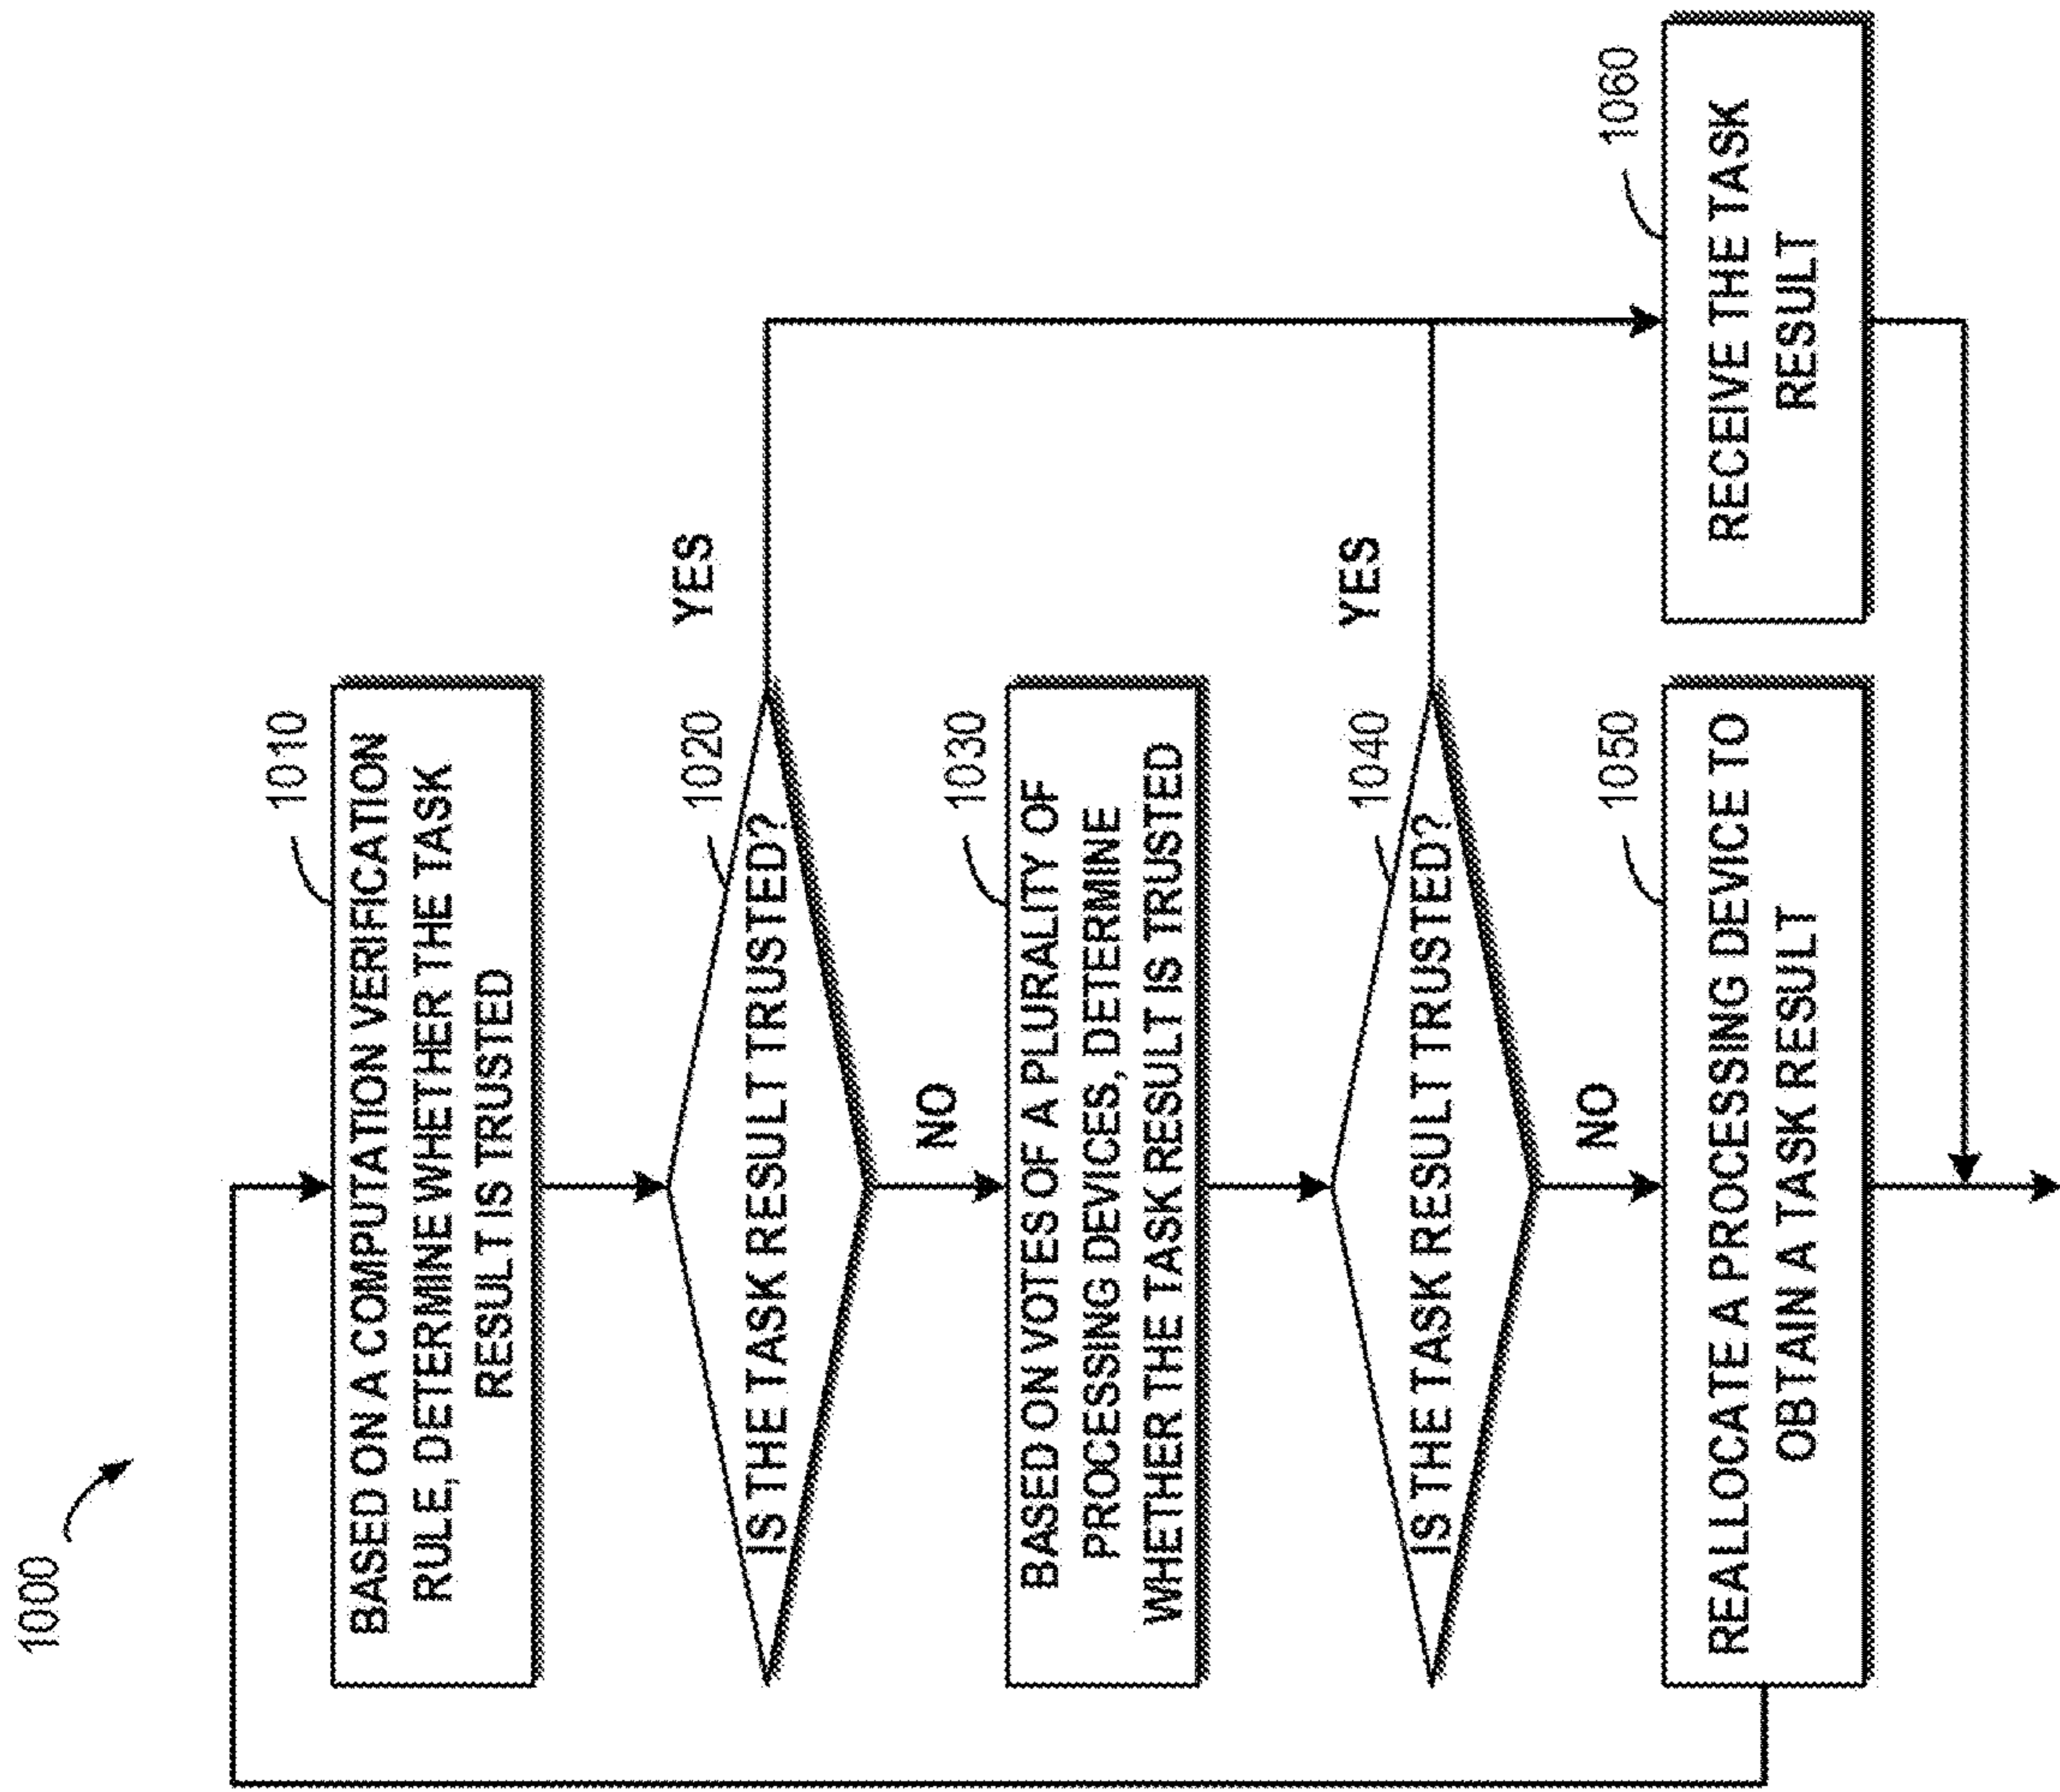 1000
1010
BASED ON A COMPUTATION VERIFICATION
RULE, DETERMINE WHETHER THE TASK
RESULT IS TRUSTED
1020
IS THE TASK RESULT TRUSTED?
YES
NO
1030
BASED ON VOTES OF A PLURALITY OF
PROCESSING DEVICES, DETERMINE
WHETHER THE TASK RESULT IS TRUSTED
1040
IS THE TASK RESULT TRUSTED?
YES
NO
1050
REALLOCATE A PROCESSING DEVICE TO
OBTAIN A TASK RESULT
1060
RECEIVE THE TASK
RESULT